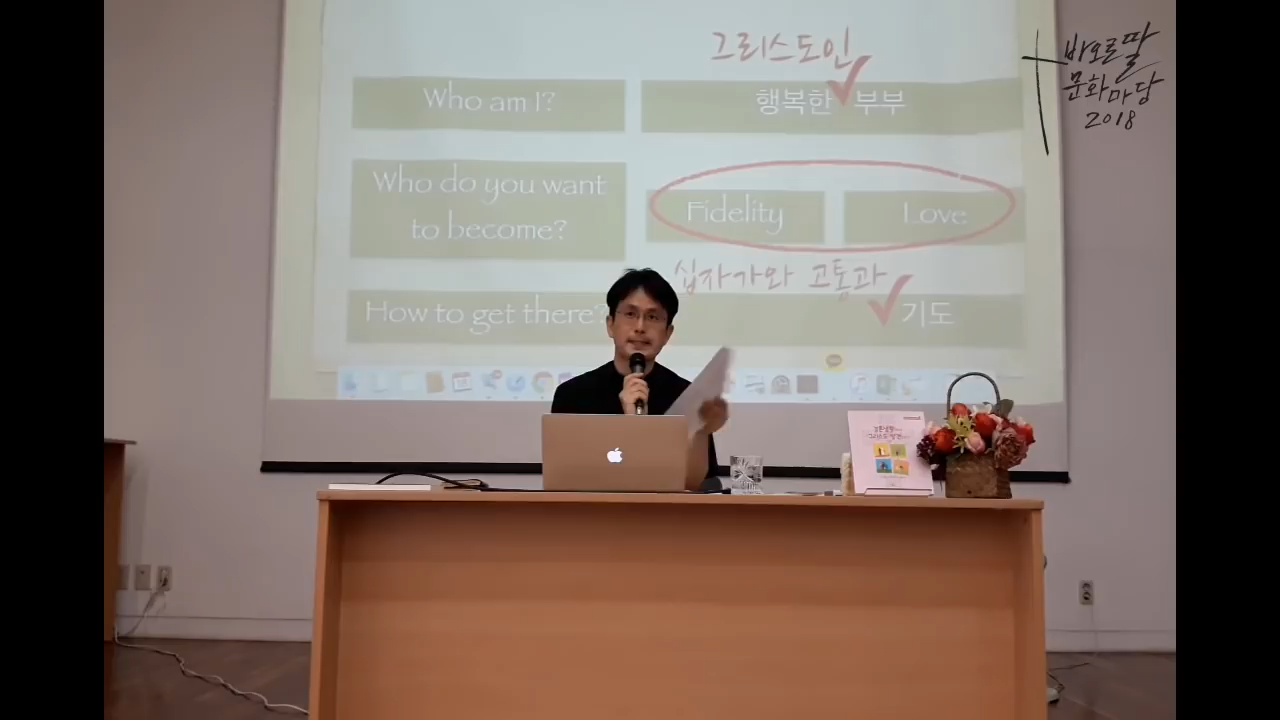 그리스도인
Who am I?
행복한 부부
Who do you want
to become?
Fidelity
Love
십자가와 고통과
How to get there?
기도
바오로딸
문화마당
2018